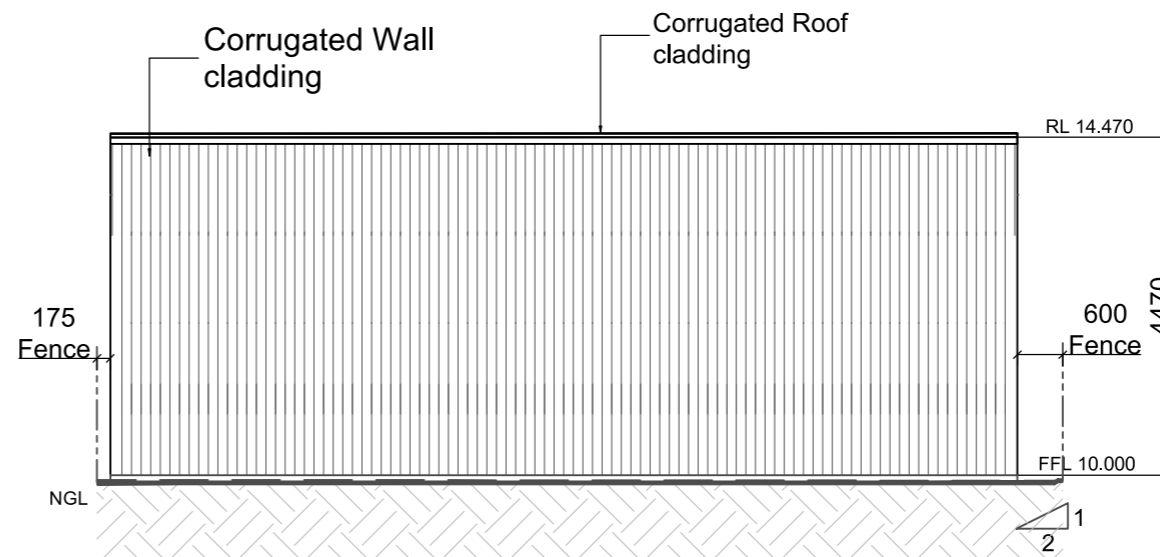 Corrugated Wall
cladding
Corrugated Roof
cladding
RL 14.470
175
Fence
600
Fence
4470
FFL 10.000
NGL
1
2